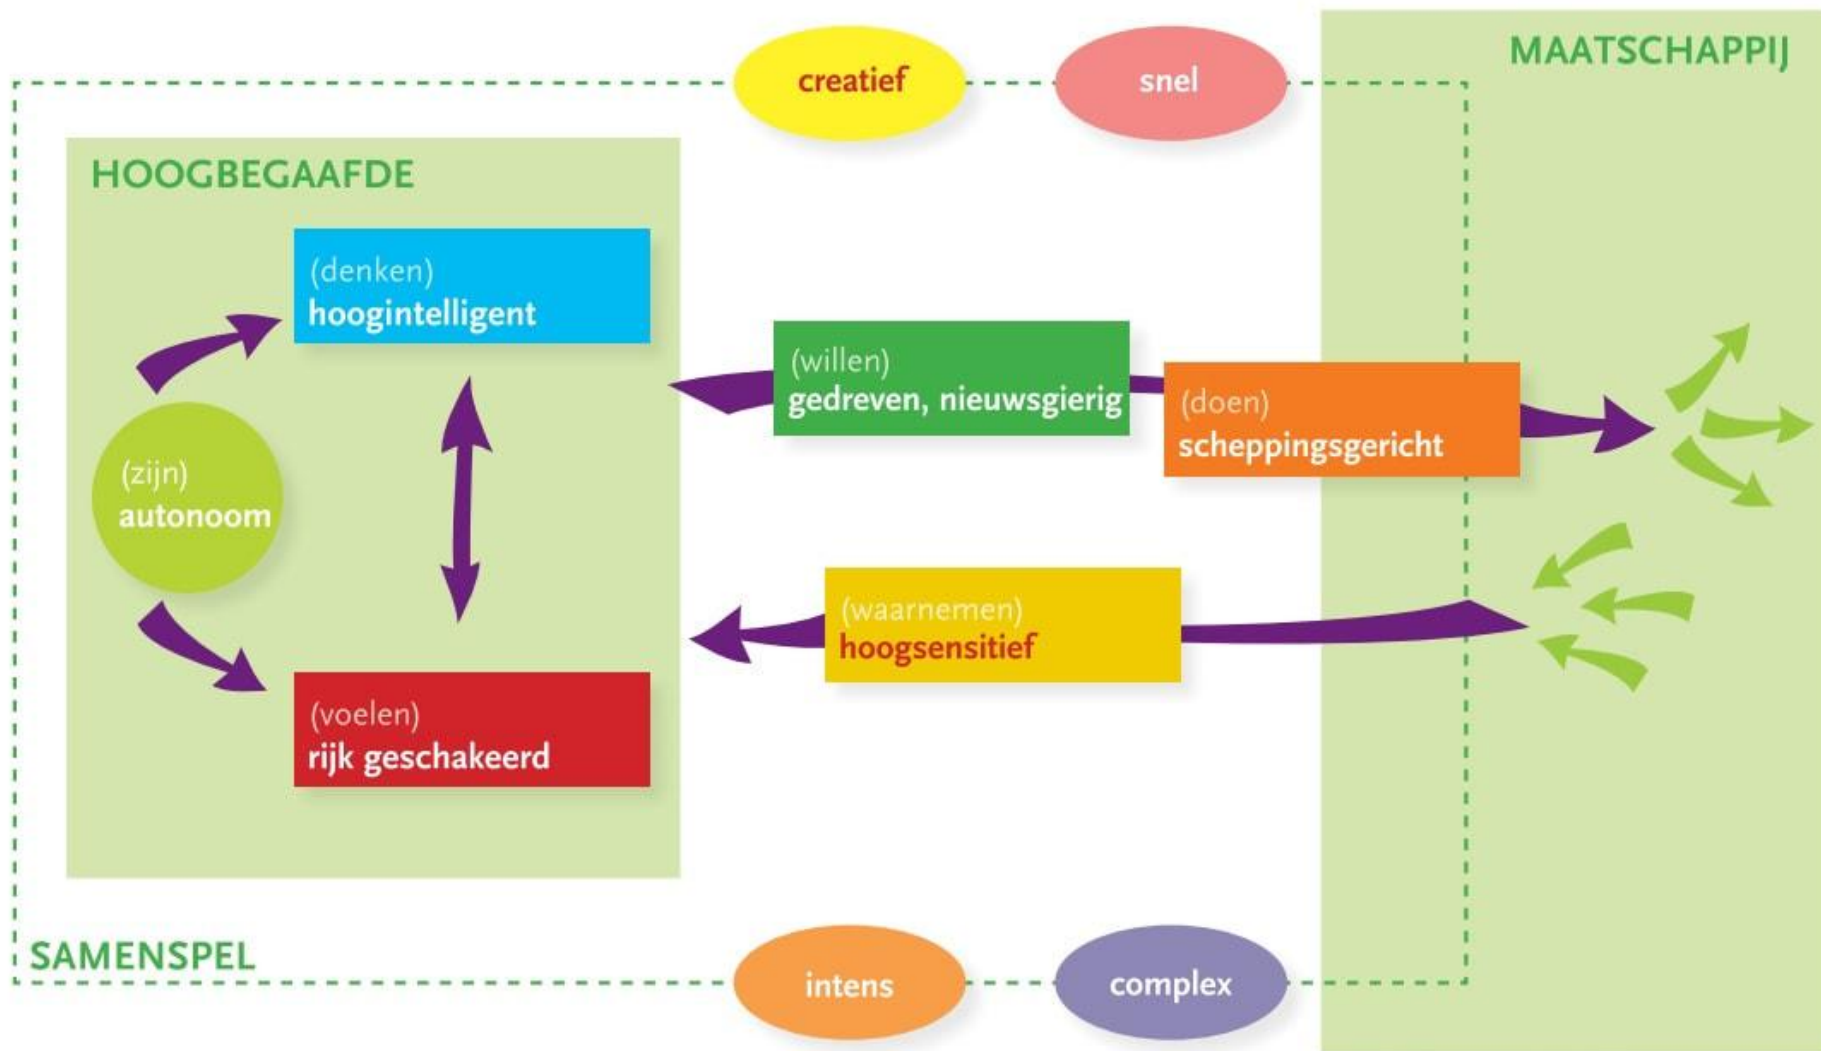 MAATSCHAPPIJ
creatief
snel
HOOGBEGAAFDE
(denken)
hoogintelligent
(willen)
gedreven, nieuwsgierig
(doen)
scheppingsgericht
(zijn)
autonoom
(waarnemen)
hoogsensitief
(voelen)
rijk geschakeerd
SAMENSPEL
intens
complex